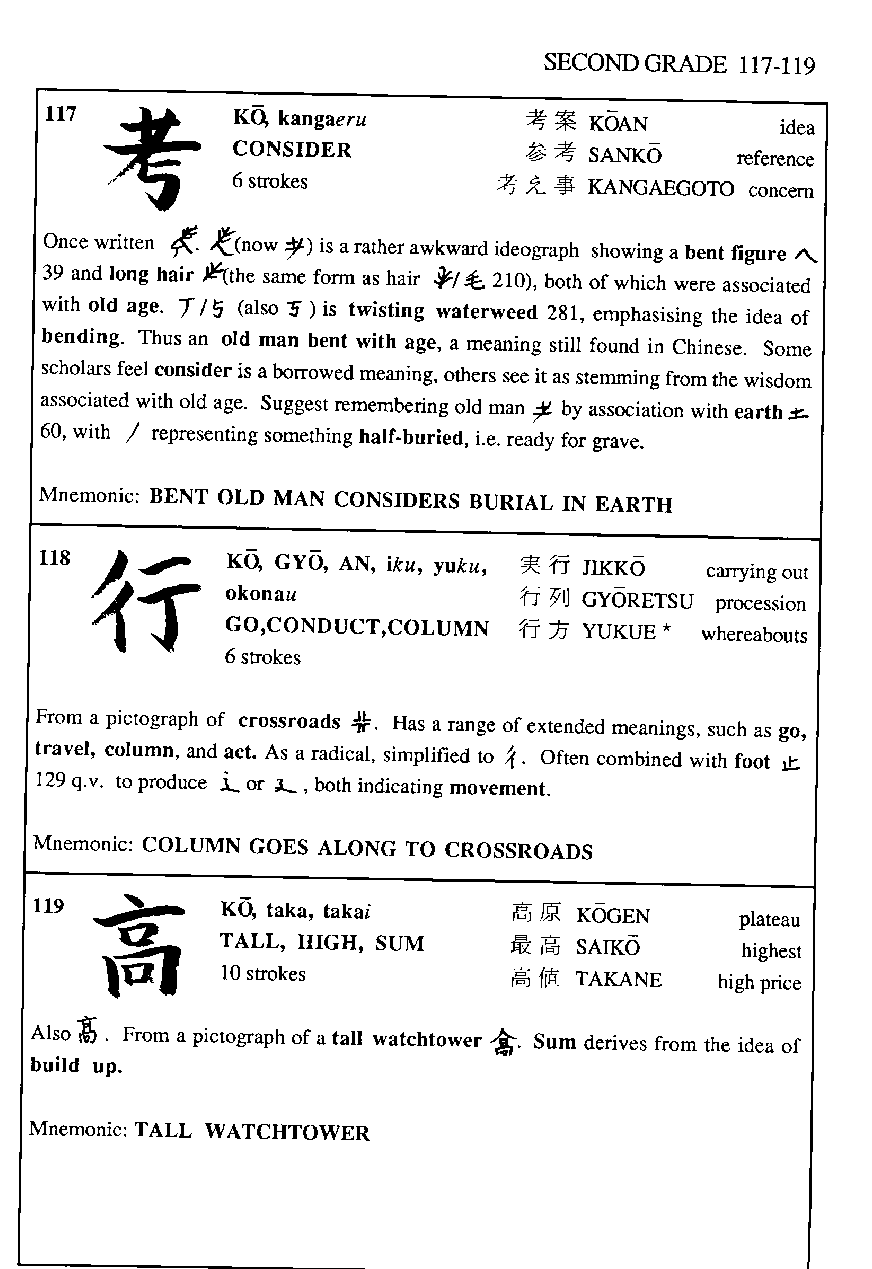 SECOND GRADE 117-119
117 考 KŌ, kangaeru 考案 KŌAN idea
CONSIDER 参考 SANKŌ reference
6 strokes 考え事 KANGAEGOTO concern
Once written . (now 耂) is a rather awkward ideograph showing a bent figure
39 and long hair (the same form as hair /毛 210), both of which were associated
with old age. 丂/ (also ) is twisting waterweed 281, emphasising the idea of
bending. Thus an old man bent with age, a meaning still found in Chinese. Some
scholars feel consider is a borrowed meaning, others see it as stemming from the wisdom
associated with old age. Suggest remembering old man 耂 by association with earth 土
60, with / representing something half-buried, i.e. ready for grave.
Mnemonic: BENT OLD MAN CONSIDERS BURIAL IN EARTH
118 行 KŌ, GYŌ, AN, iku, yuku, 実行 JIKKŌ carrying out
okonau 行列 GYŌRETSU procession
GO,CONDUCT,COLUMN 行方 YUKUE * whereabouts
6 strokes
From a pictograph of crossroads . Has a range of extended meanings, such as go,
travel, column, and act. As a radical, simplified to 彳. Often combined with foot 止
129 q.v. to produce 辶 or 廴, both indicating movement.
Mnemonic: COLUMN GOES ALONG TO CROSSROADS
119 高 KŌ, taka, takai 高原 KŌGEN plateau
TALL, HIGH, SUM 最高 SAIKŌ highest
10 strokes 高値 TAKANE high price
Also 髙. From a pictograph of a tall watchtower . Sum derives from the idea of
build up.
Mnemonic: TALL WATCHTOWER